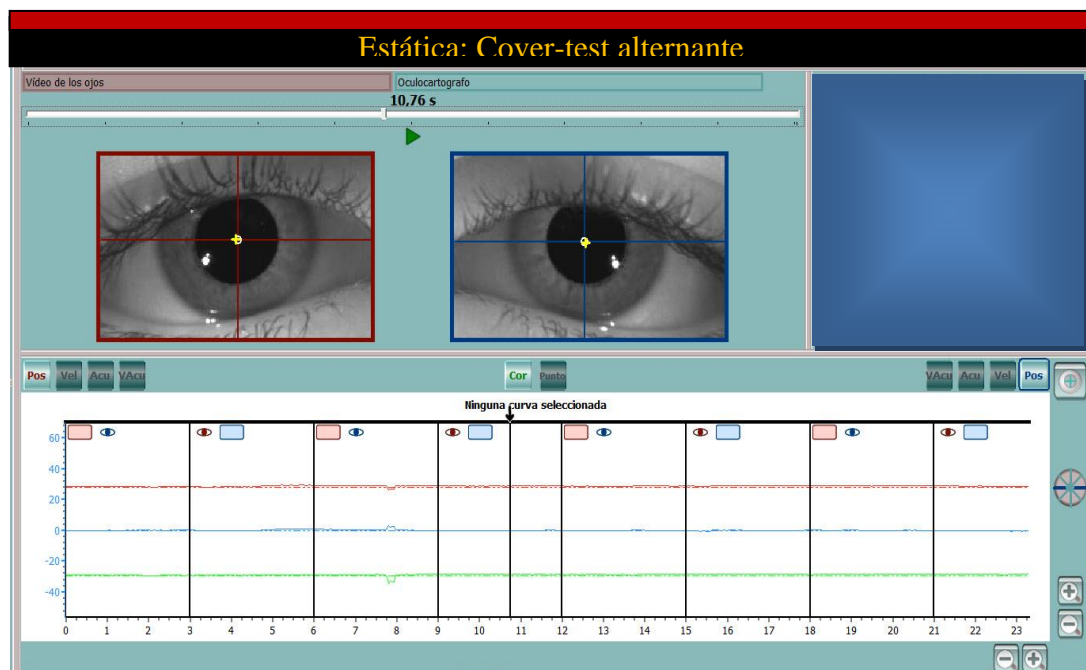 Estática: Cover-test alternante
Vídeo de los ojos
Oculocartografo
10,76 s
Pos Vel Acu VAcu
Cor Punto
VAcu Acu Vel Pos
Ninguna curva seleccionada
60
40
20
0
-20
-40
0 1 2 3 4 5 6 7 8 9 10 11 12 13 14 15 16 17 18 19 20 21 22 23